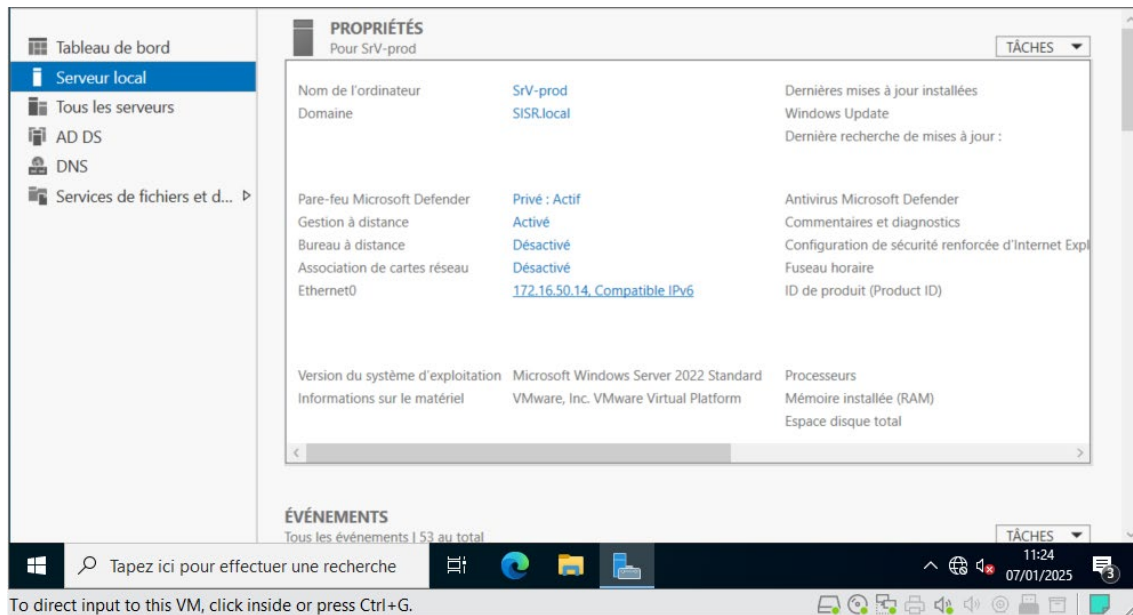 PROPRIÉTÉS
Pour SrV-prod
TÂCHES
Tableau de bord
Serveur local
Tous les serveurs
AD DS
DNS
Services de fichiers et d...
Nom de l'ordinateur SrV-prod Dernières mises à jour installées
Domaine SISR.local Windows Update
Dernière recherche de mises à jour :
Pare-feu Microsoft Defender Privé : Actif Antivirus Microsoft Defender
Gestion à distance Activé Commentaires et diagnostics
Bureau à distance Désactivé Configuration de sécurité renforcée d'Internet Expl
Association de cartes réseau Désactivé Fuseau horaire
Ethernet0 172.16.50.14, Compatible IPv6 ID de produit (Product ID)
Version du système d'exploitation Microsoft Windows Server 2022 Standard Processeurs
Informations sur le matériel VMware, Inc. VMware Virtual Platform Mémoire installée (RAM)
Espace disque total
ÉVÉNEMENTS
Tous les événements | 53 au total
TÂCHES
Tapez ici pour effectuer une recherche
11:24
07/01/2025
3
To direct input to this VM, click inside or press Ctrl+G.